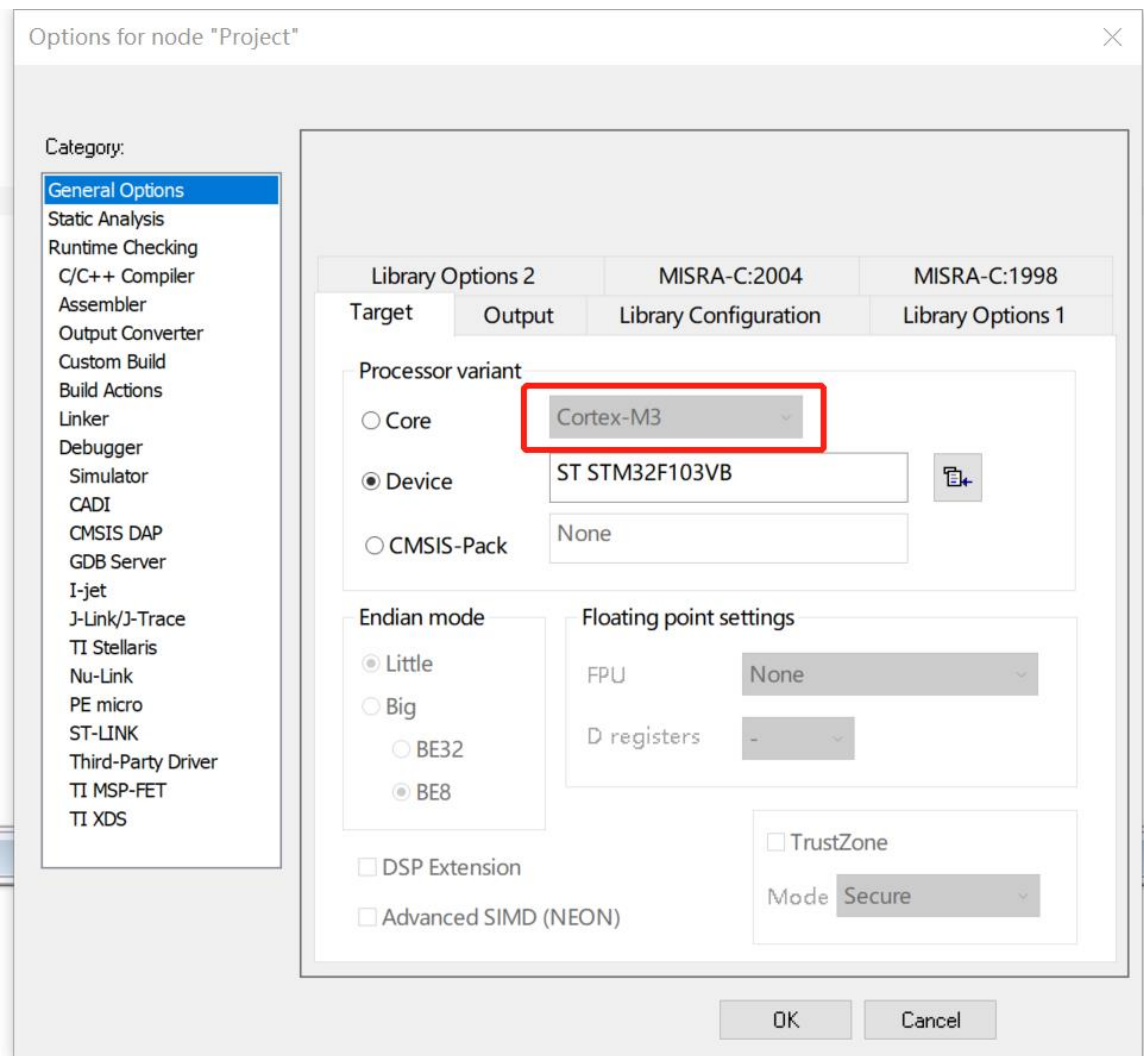 Options for node "Project"
Category:
General Options
Static Analysis
Runtime Checking
C/C++ Compiler
Assembler
Output Converter
Custom Build
Build Actions
Linker
Debugger
Simulator
CADI
CMSIS DAP
GDB Server
I-jet
J-Link/J-Trace
TI Stellaris
Nu-Link
PE micro
ST-LINK
Third-Party Driver
TI MSP-FET
TI XDS
Library Options 2 MISRA-C:2004 MISRA-C:1998
Target Output Library Configuration Library Options 1
Processor variant
Core Cortex-M3
Device ST STM32F103VB
CMSIS-Pack None
Endian mode
Little
Big
BE32
BE8
Floating point settings
FPU None
D registers -
DSP Extension
Advanced SIMD (NEON)
TrustZone
Mode Secure
OK Cancel